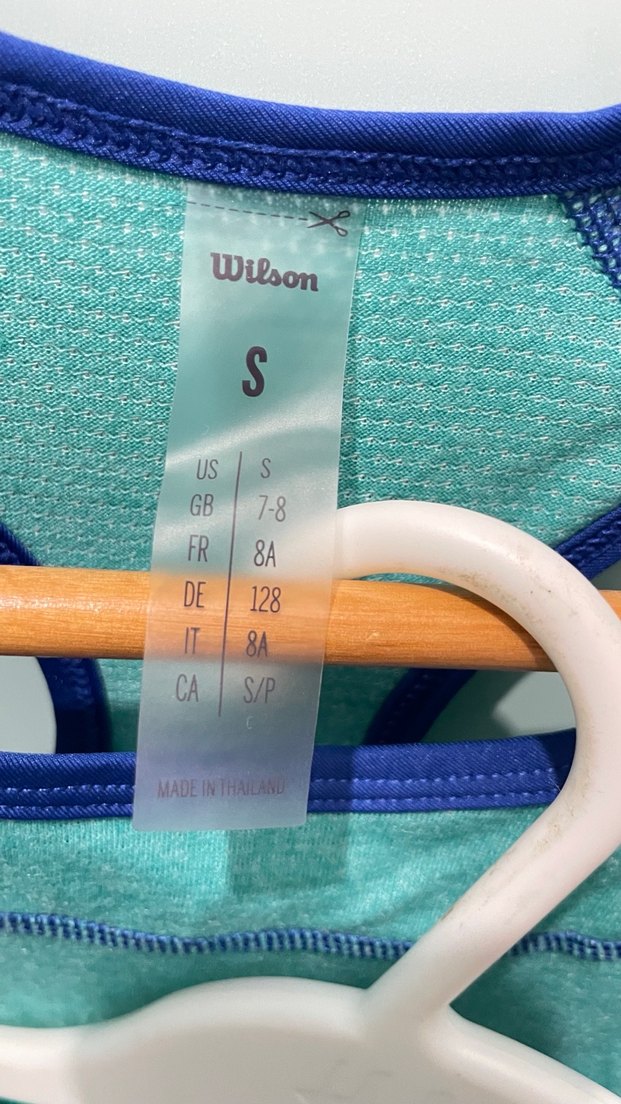 Wilson
S
US S
GB 7-8
FR 8A
DE 128
IT 8A
CA S/P
C
MADE IN THAILAND